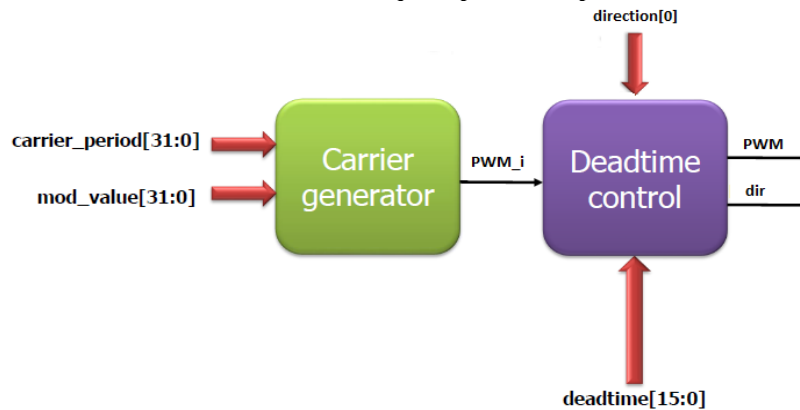 direction[0]
carrier_period[31:0]
mod_value[31:0]
Carrier
generator
PWM_i
Deadtime
control
PWM
dir
deadtime[15:0]